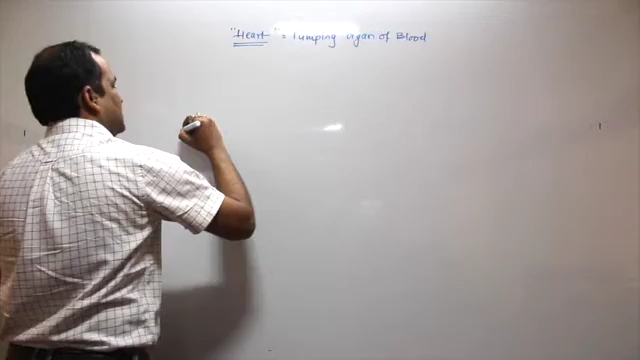 "Heart" = Pumping organ of Blood